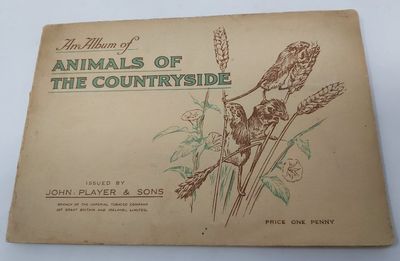 An Album of
ANIMALS OF
THE COUNTRYSIDE
ISSUED BY
JOHN PLAYER & SONS
BRANCH OF THE IMPERIAL TOBACCO COMPANY
(OF GREAT BRITAIN AND IRELAND), LIMITED.
PRICE ONE PENNY